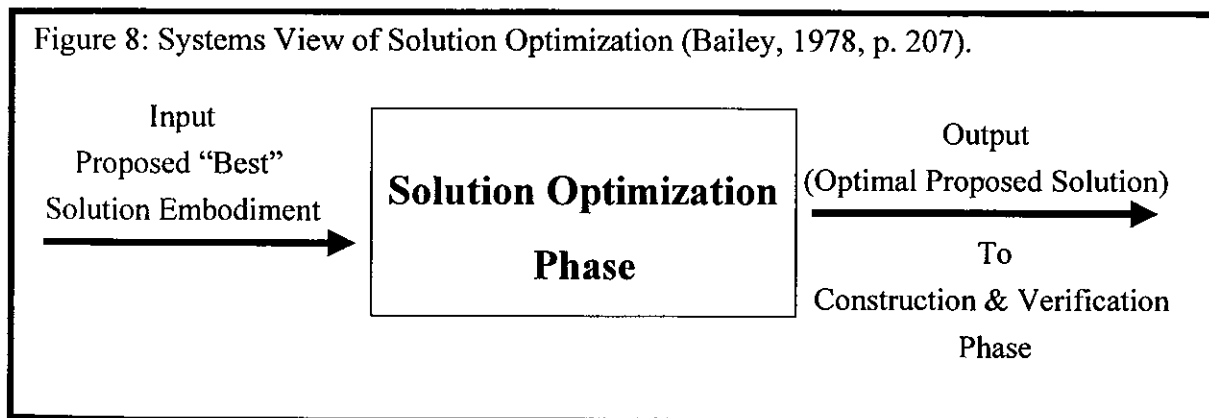 Figure 8: Systems View of Solution Optimization (Bailey, 1978, p. 207).
Input
Proposed “Best”
Solution Embodiment
Solution Optimization
Phase
Output
(Optimal Proposed Solution)
To
Construction & Verification
Phase